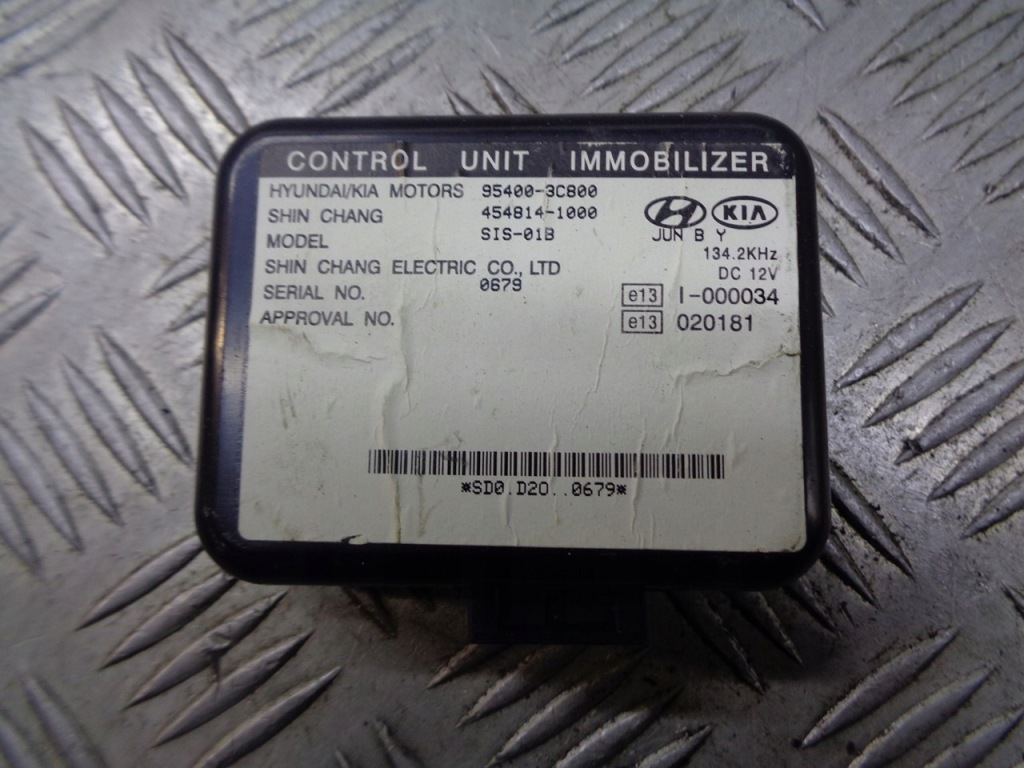 CONTROL UNIT IMMOBILIZER
HYUNDAI/KIA MOTORS 95400-3C800
SHIN CHANG 454814-1000
KIA
MODEL SIS-01B JUN B Y
134.2KHz
SHIN CHANG ELECTRIC CO., LTD DC 12V
SERIAL NO. 0679 e13 I-000034
APPROVAL NO. e13 020181
*SD0.D20..0679*